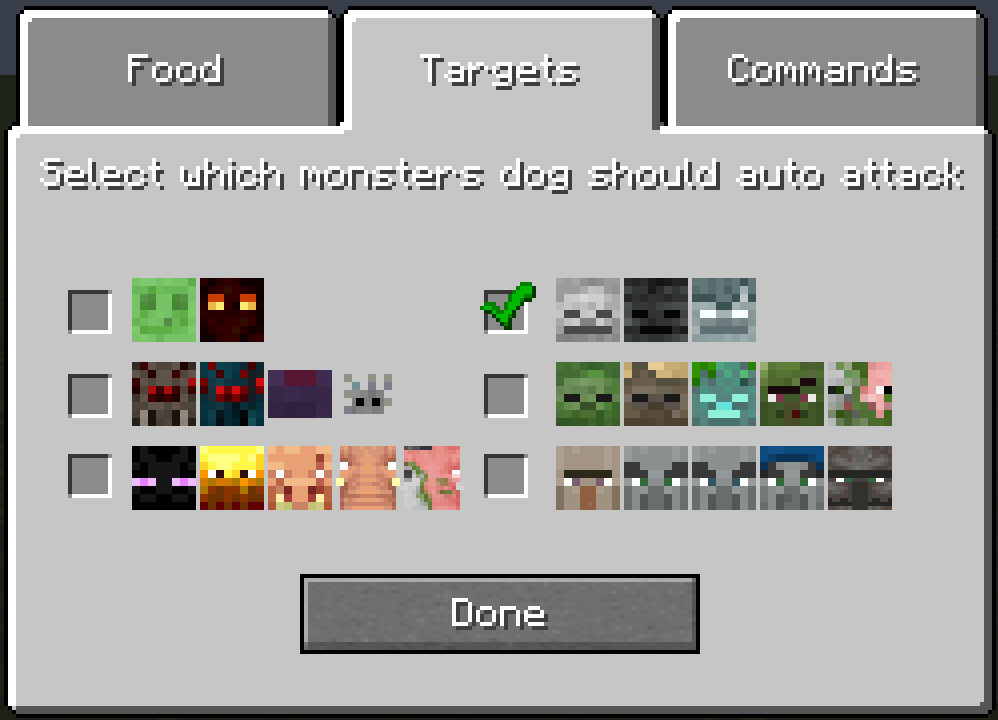 Food
Targets
Commands
Select which monsters dog should auto attack
Done